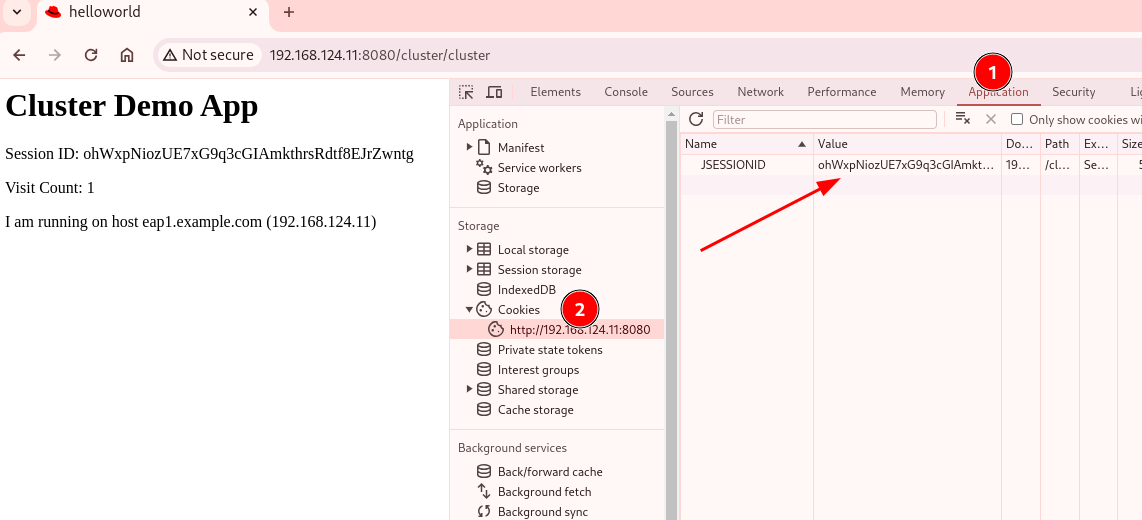 helloworld
Not secure 192.168.124.11:8080/cluster/cluster
Cluster Demo App
Session ID: ohWxpNiozUE7xG9q3cGIAmkthrsRdtf8EJrZwntg
Visit Count: 1
I am running on host eap1.example.com (192.168.124.11)
1
Elements Console Sources Network Performance Memory Application Security Lig
Application
Manifest
Service workers
Storage
Storage
Local storage
Session storage
IndexedDB
Cookies
2
http://192.168.124.11:8080
Private state tokens
Interest groups
Shared storage
Cache storage
Background services
Back/forward cache
Background fetch
Background sync
Filter
Only show cookies wi
Name Value Do... Path Ex... Size
JSESSIONID ohWxpNiozUE7xG9q3cGIAmkt... 19... /cl... Se... 5